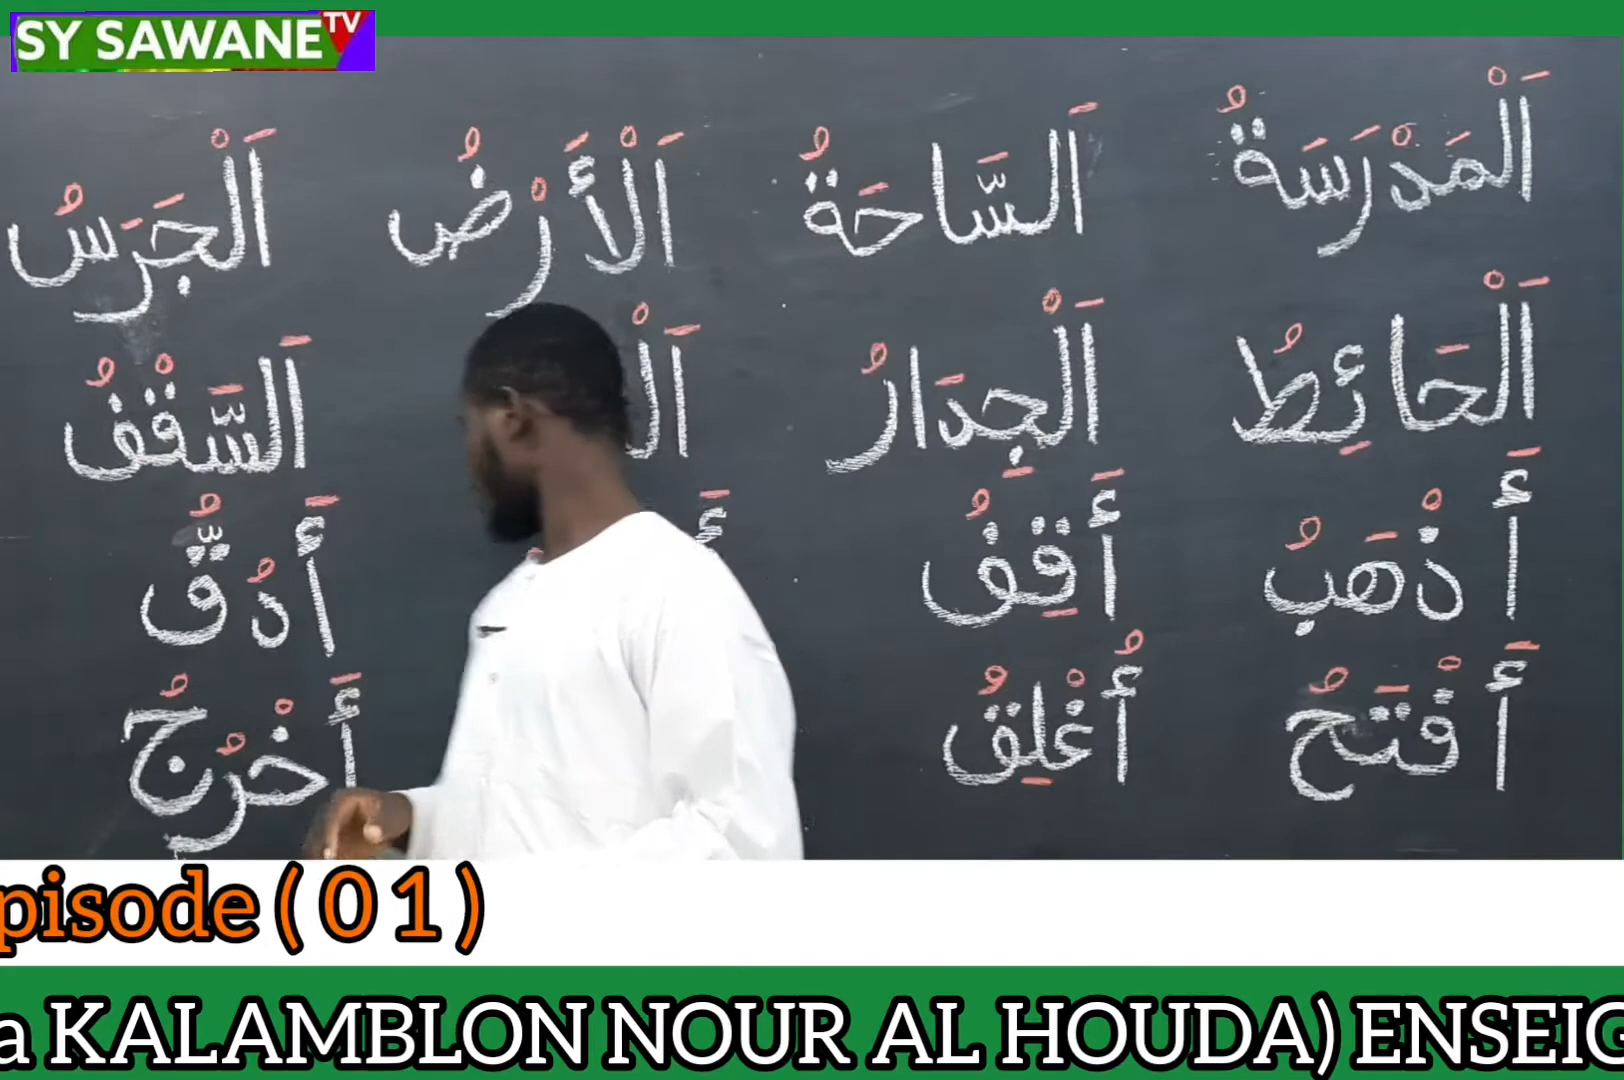 SY SAWANE TV
اَلْمَدْرَسَةُ اَلسَّاحَةُ اَلْأَرْضُ اَلْجَرَسُ
اَلْحَائِطُ اَلْجِدَارُ اَلسَّقْفُ
أَذْهَبُ أَقِفُ أَدُقُّ
أَفْتَحُ أُغْلِقُ أَخْرُجُ
pisode ( 0 1 )
a KALAMBLON NOUR AL HOUDA) ENSEIG